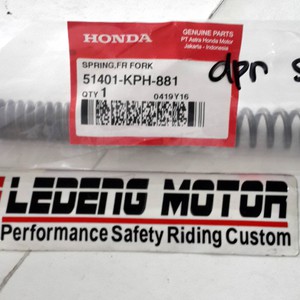 HONDA
GENUINE PARTS
PT Astra Honda Motor
Jakarta - Indonesia
SPRING,FR FORK
51401-KPH-881
QTY 1
0419Y16
dpr s
LEDENG MOTOR
Performance Safety Riding Custom